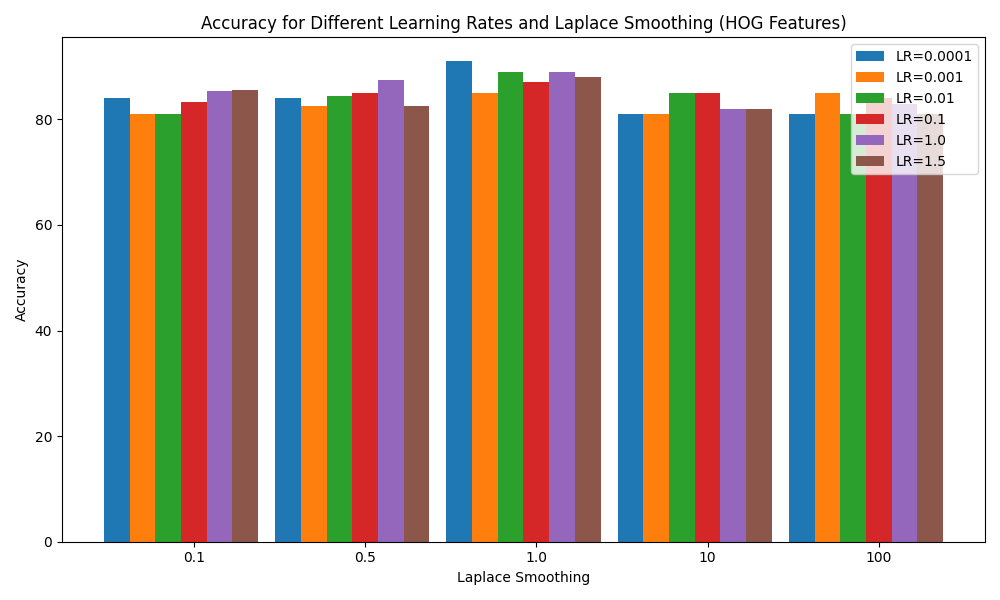 Accuracy for Different Learning Rates and Laplace Smoothing (HOG Features)
LR=0.0001
LR=0.001
LR=0.01
LR=0.1
LR=1.0
LR=1.5
Accuracy
80
60
40
20
0
0.1 0.5 1.0 10 100
Laplace Smoothing